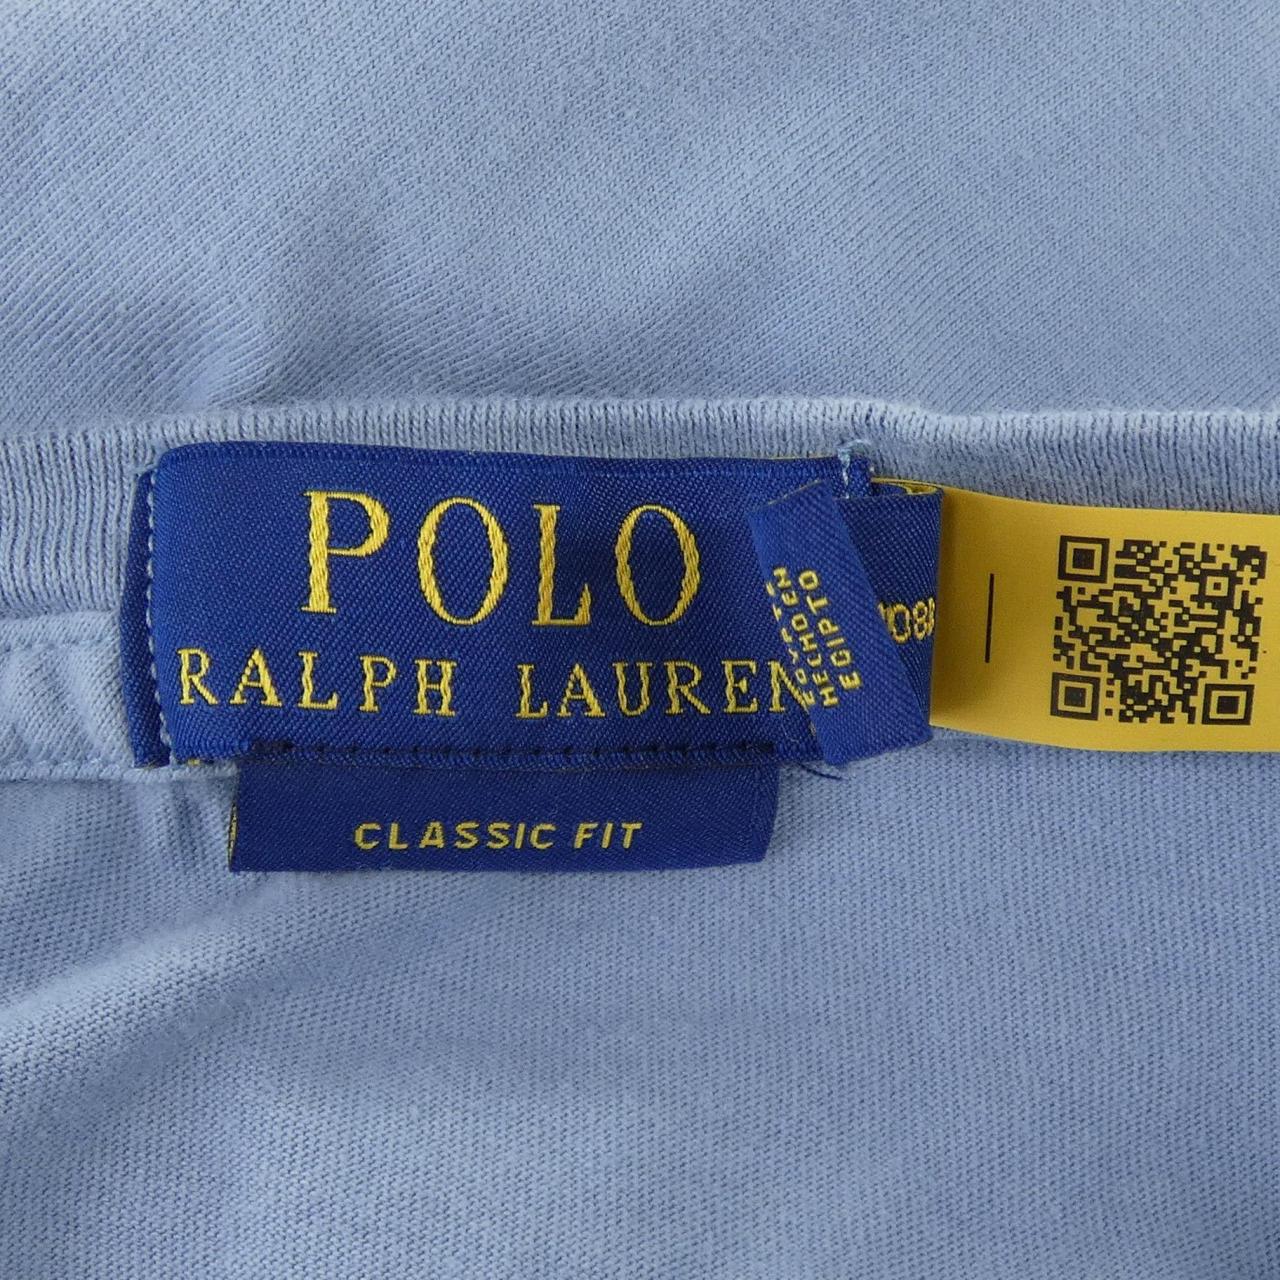 POLO
RALPH LAUREN
CLASSIC FIT
HECHO EN
EGIPTO